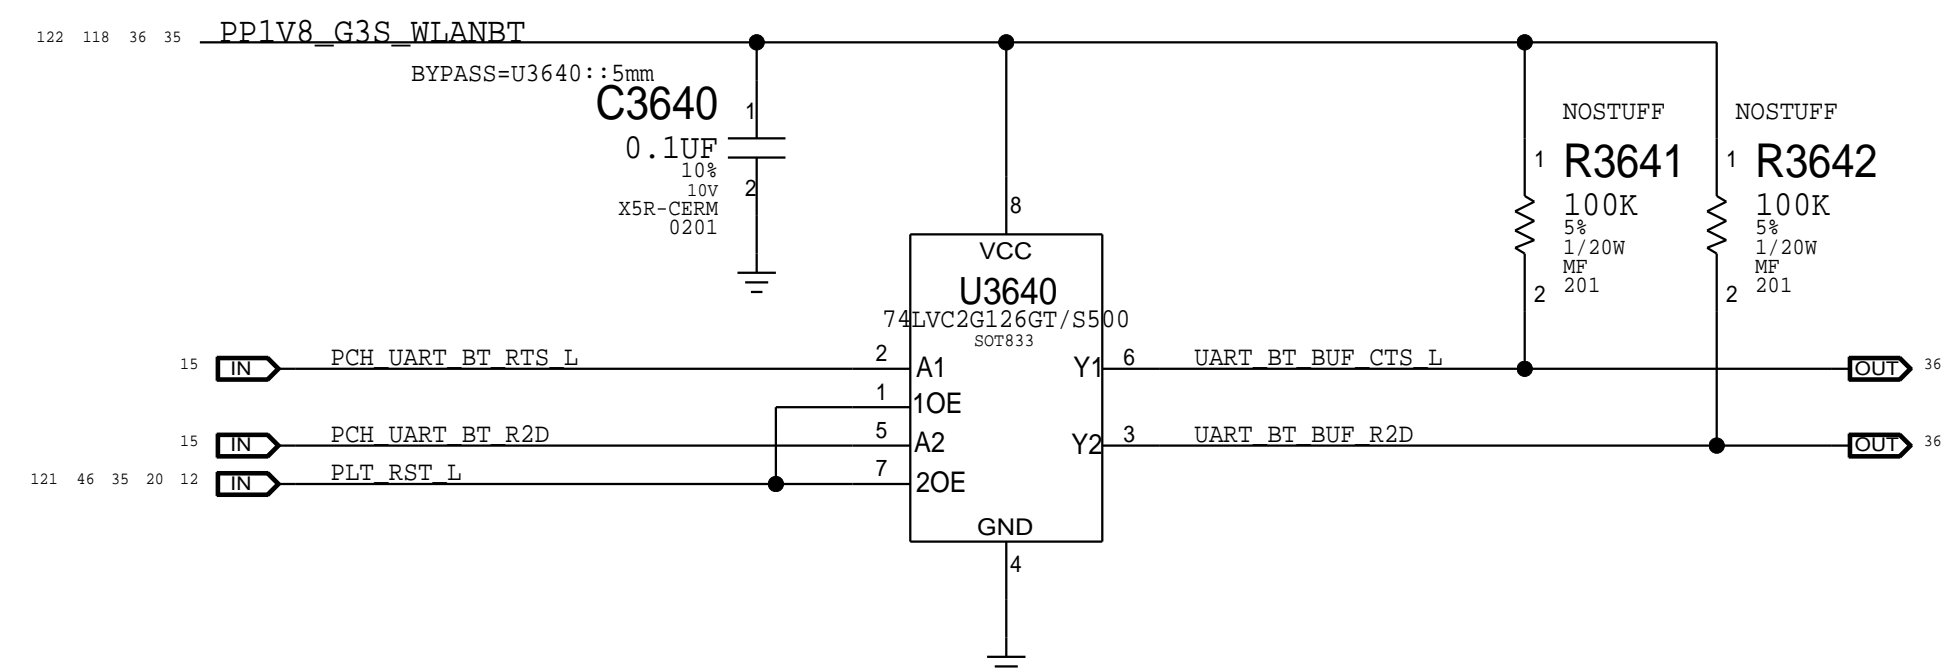 122 118 36 35 PP1V8_G3S_WLANBT
BYPASS=U3640::5mm
C3640
1
0.1UF
10%
10V
2
X5R-CERM
0201
NOSTUFF
1 R3641
100K
5%
1/20W
MF
201
2
NOSTUFF
1 R3642
100K
5%
1/20W
MF
201
2
8
VCC
U3640
74LVC2G126GT/S500
SOT833
15 IN PCH_UART_BT_RTS_L 2 A1 Y1 6 UART_BT_BUF_CTS_L OUT 36
1 1OE
15 IN PCH_UART_BT_R2D 5 A2 Y2 3 UART_BT_BUF_R2D OUT 36
121 46 35 20 12 IN PLT_RST_L 7 2OE
GND
4